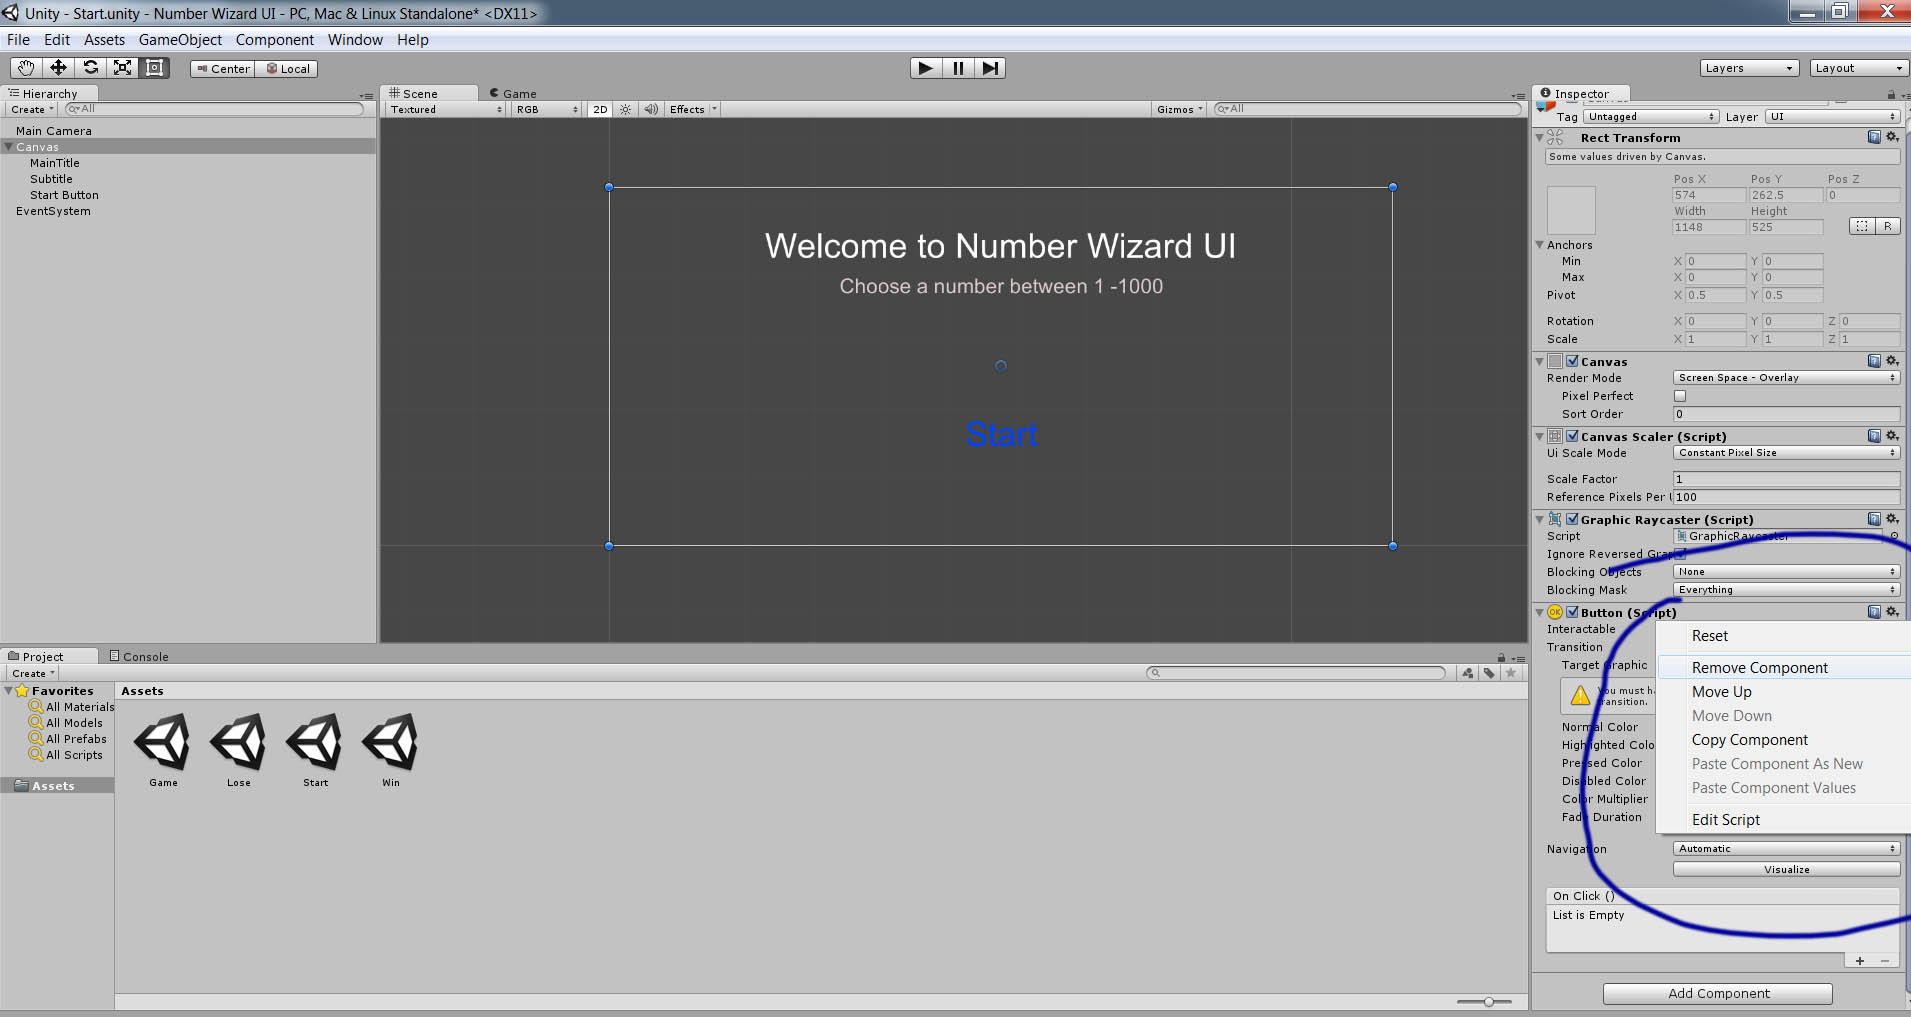 Unity - Start.unity - Number Wizard UI - PC, Mac & Linux Standalone* <DX11>
File Edit Assets GameObject Component Window Help
Center Local Layers Layout
Hierarchy
Create All
Main Camera
Canvas
MainTitle
Subtitle
Start Button
EventSystem
Scene Game
Textured RGB 2D Effects Gizmos All
Welcome to Number Wizard UI
Choose a number between 1 -1000
Start
Inspector
Tag Untagged Layer UI
Rect Transform
Some values driven by Canvas.
Pos X Pos Y Pos Z
574 262.5 0
Width Height
1148 525
R
Anchors
Min X 0 Y 0
Max X 0 Y 0
Pivot X 0.5 Y 0.5
Rotation X 0 Y 0 Z 0
Scale X 1 Y 1 Z 1
Canvas
Render Mode Screen Space - Overlay
Pixel Perfect
Sort Order 0
Canvas Scaler (Script)
Ui Scale Mode Constant Pixel Size
Scale Factor 1
Reference Pixels Per U 100
Graphic Raycaster (Script)
Script GraphicRaycaster
Ignore Reversed Grap
Blocking Objects None
Blocking Mask Everything
OK Button (Script)
Interactable
Transition
Target Graphic
You must ha
transition.
Normal Color
Highlighted Colo
Pressed Color
Disabled Color
Color Multiplier
Fade Duration
Reset
Remove Component
Move Up
Move Down
Copy Component
Paste Component As New
Paste Component Values
Edit Script
Navigation Automatic
Visualize
On Click ()
List is Empty
+ -
Add Component
Project Console
Create
Favorites
All Materials
All Models
All Prefabs
All Scripts
Assets
Assets
Game Lose Start Win